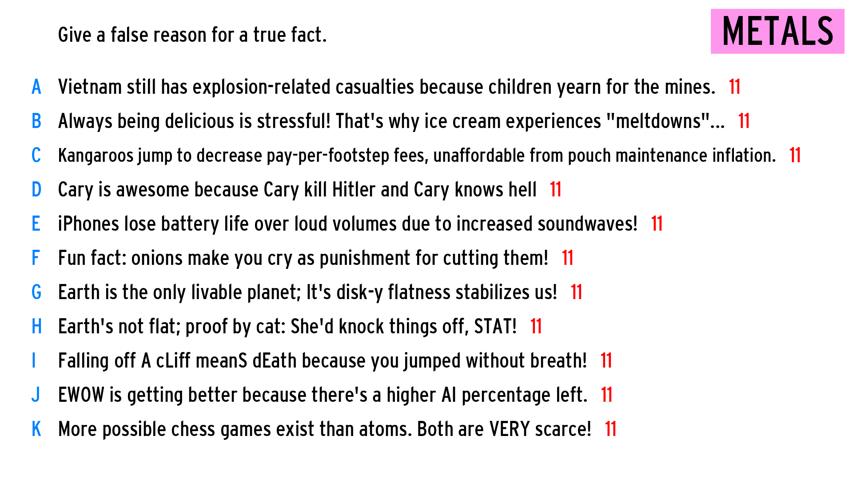 Give a false reason for a true fact.
METALS
A Vietnam still has explosion-related casualties because children yearn for the mines. 11
B Always being delicious is stressful! That's why ice cream experiences "meltdowns"... 11
C Kangaroos jump to decrease pay-per-footstep fees, unaffordable from pouch maintenance inflation. 11
D Cary is awesome because Cary kill Hitler and Cary knows hell 11
E iPhones lose battery life over loud volumes due to increased soundwaves! 11
F Fun fact: onions make you cry as punishment for cutting them! 11
G Earth is the only livable planet; It's disk-y flatness stabilizes us! 11
H Earth's not flat; proof by cat: She'd knock things off, STAT! 11
I Falling off A cLiff meanS dEath because you jumped without breath! 11
J EWOW is getting better because there's a higher AI percentage left. 11
K More possible chess games exist than atoms. Both are VERY scarce! 11